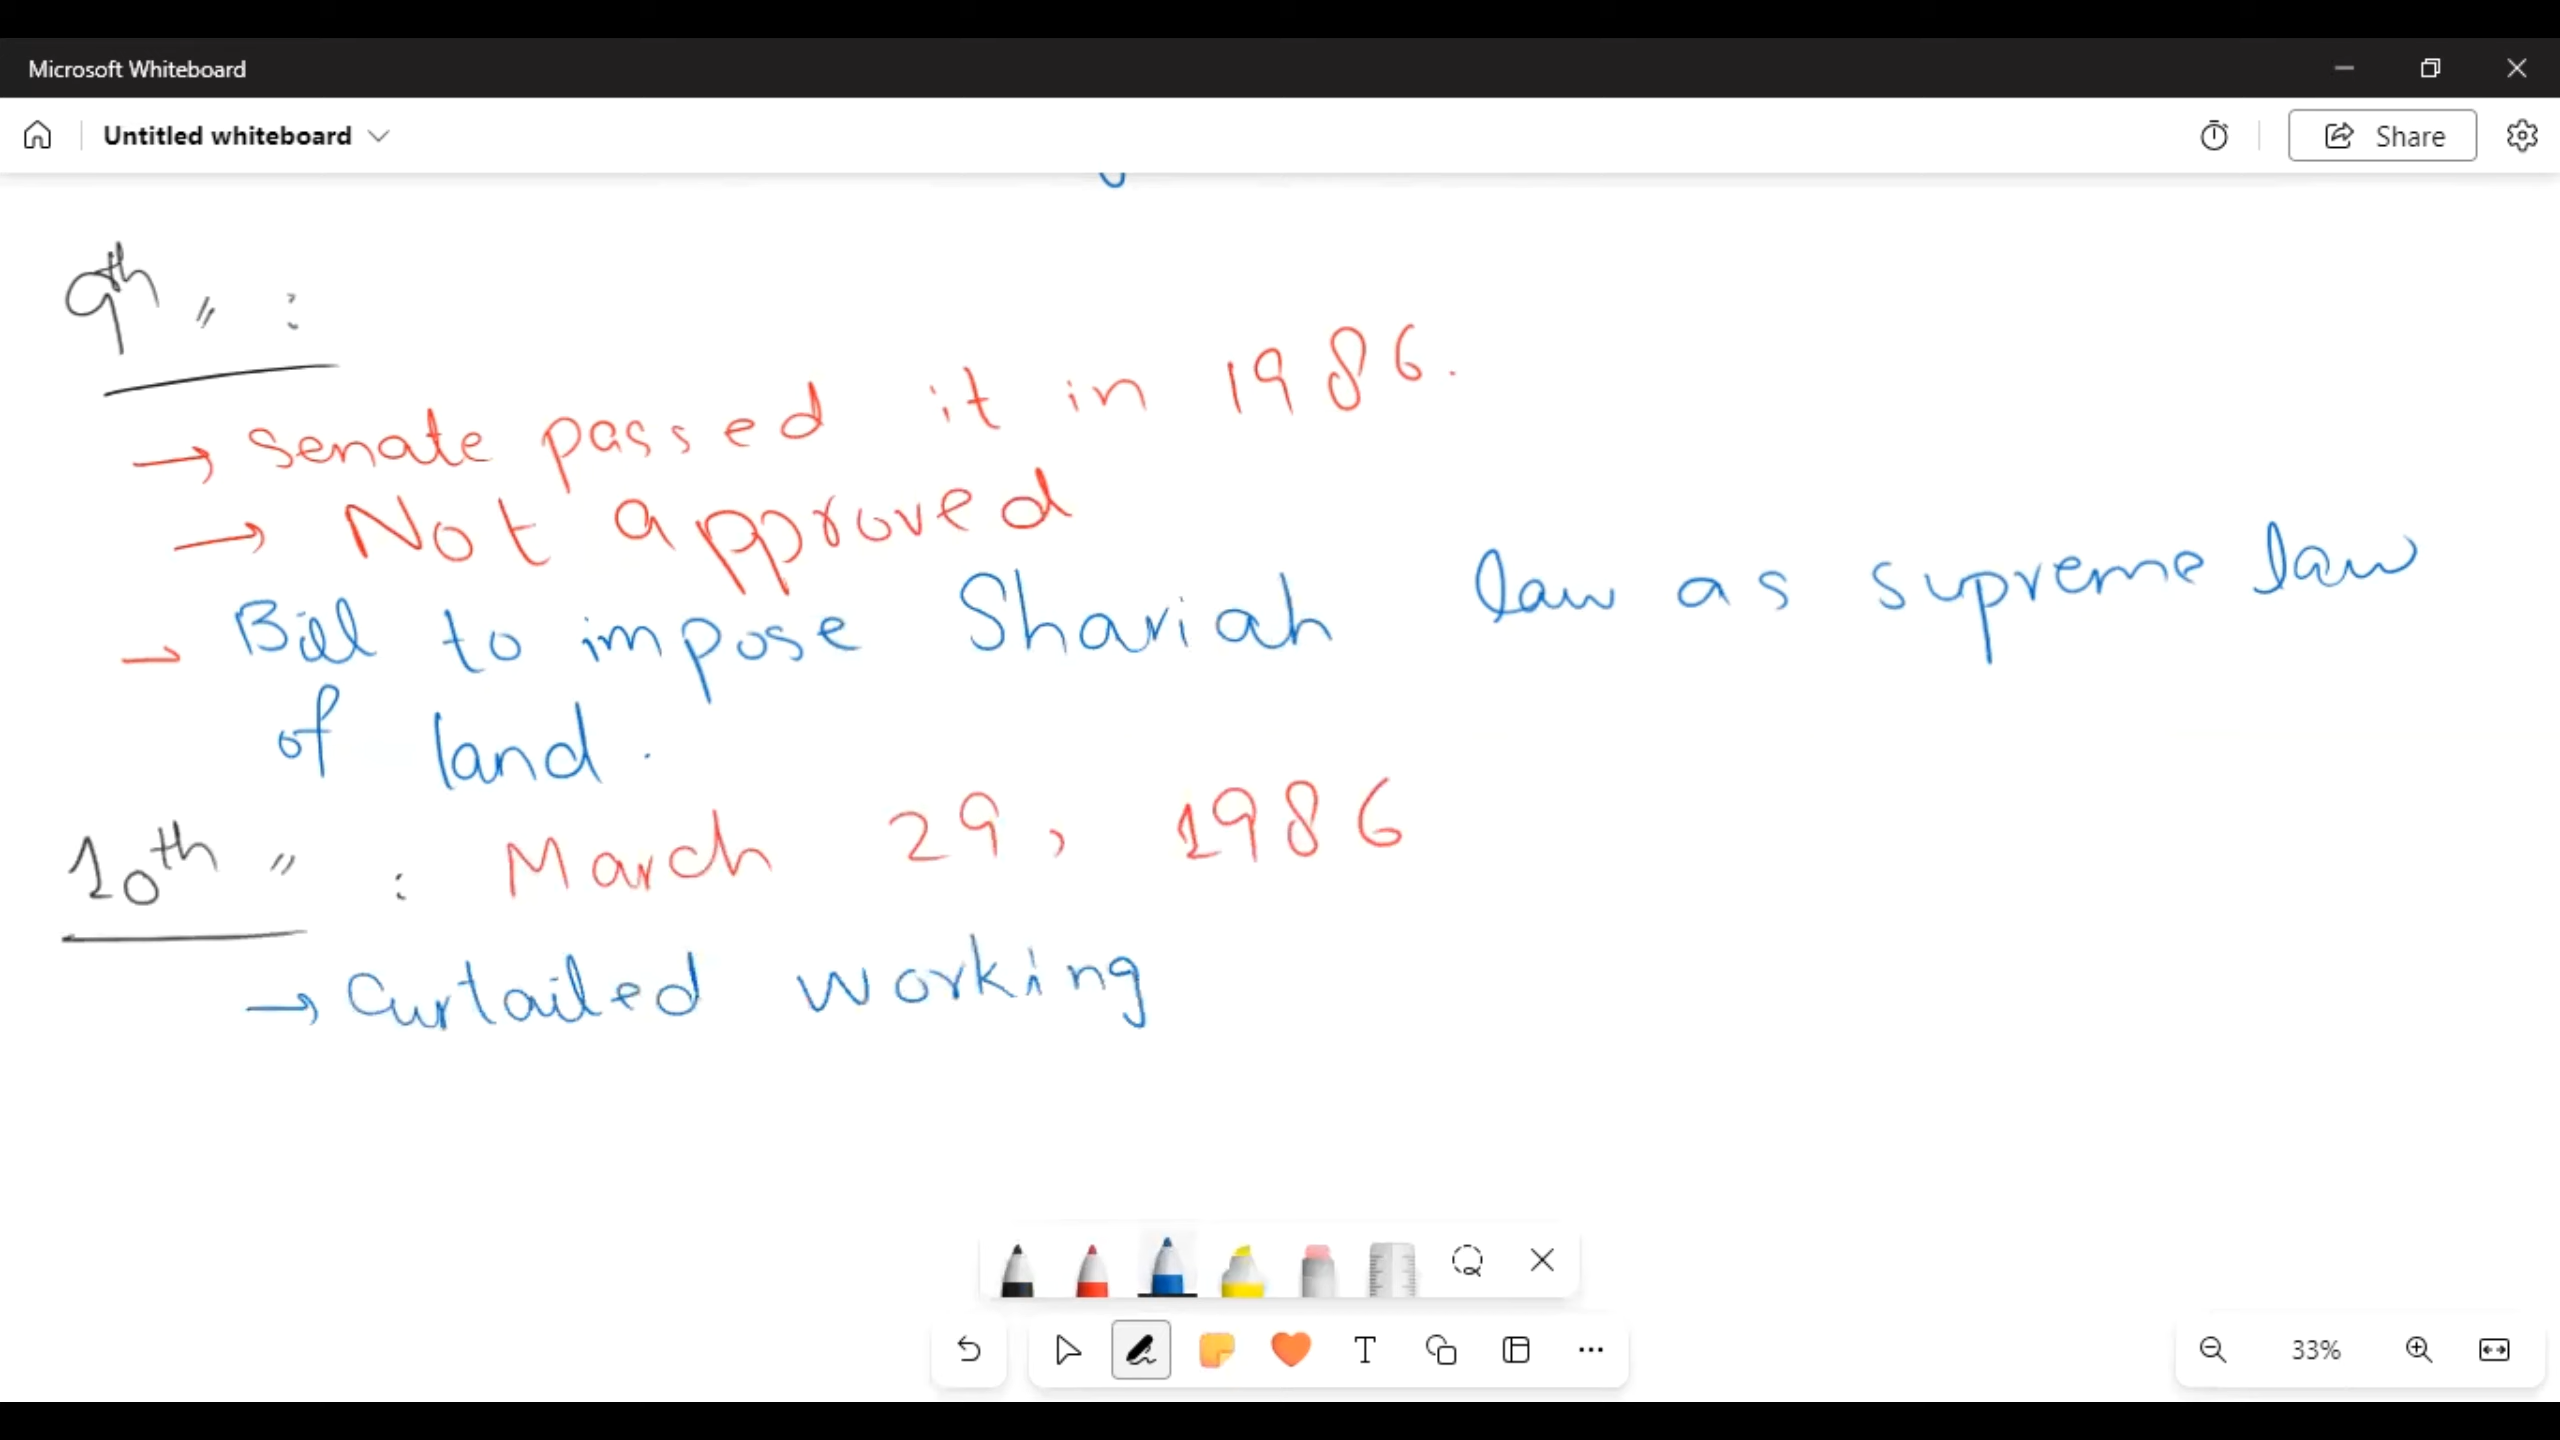 Microsoft Whiteboard
Untitled whiteboard
Share
9th " :
→ Senate passed it in 1986.
→ Not approved
→ Bill to impose Shariah law as supreme law
of land.
10th " : March 29, 1986
→ Curtailed working
T
33%